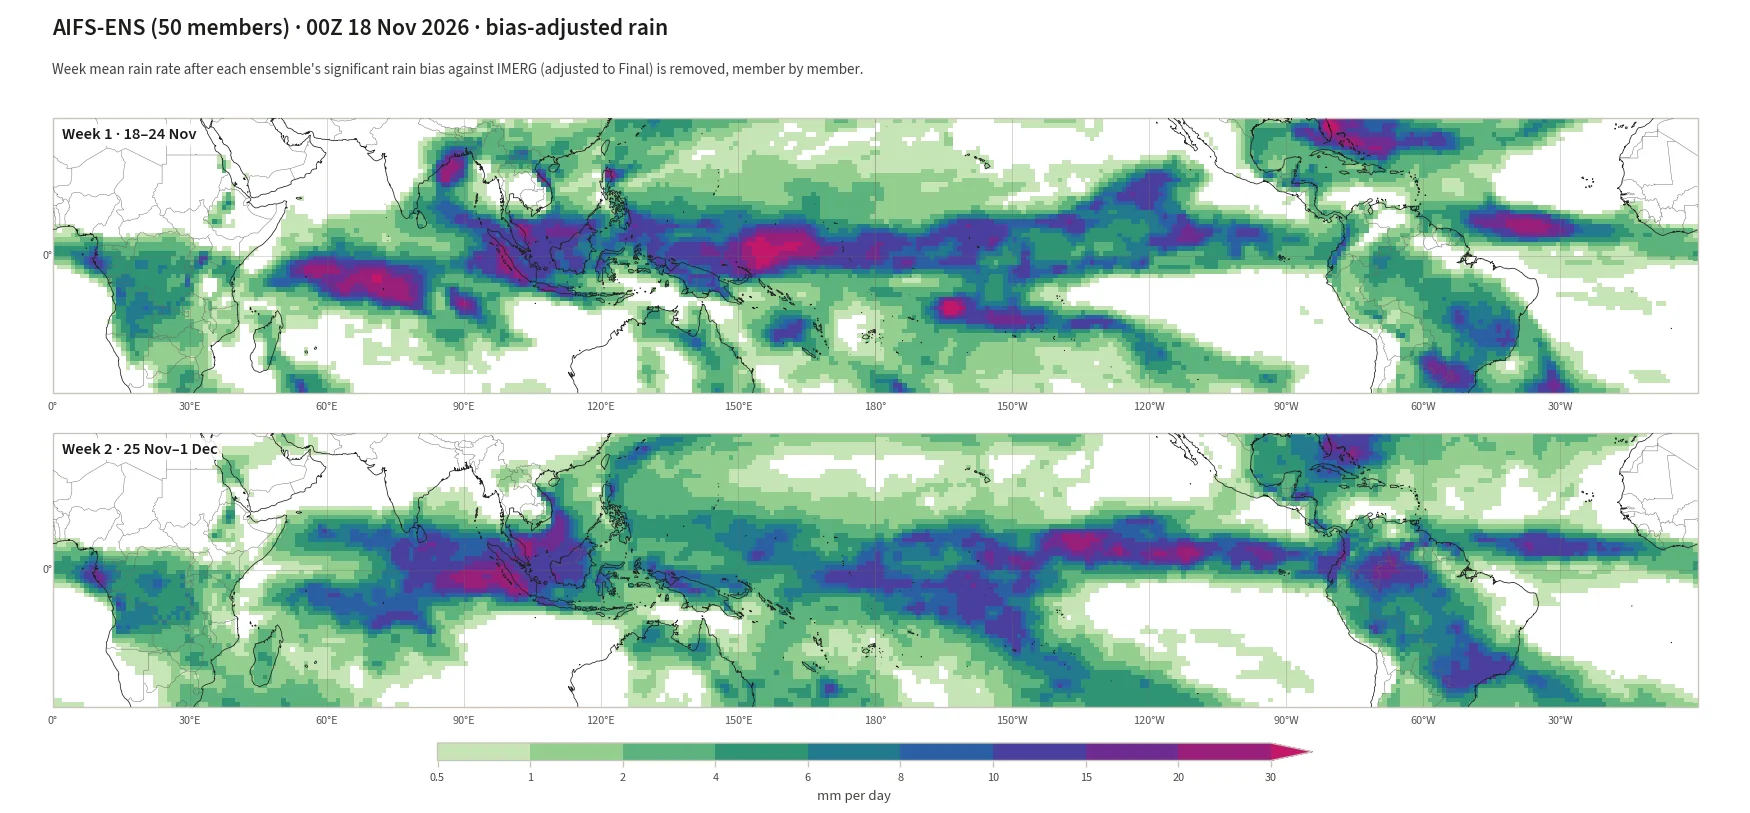 AIFS-ENS (50 members) · 00Z 18 Nov 2026 · bias-adjusted rain
Week mean rain rate after each ensemble's significant rain bias against IMERG (adjusted to Final) is removed, member by member.
Week 1 · 18–24 Nov
0°
0° 30°E 60°E 90°E 120°E 150°E 180° 150°W 120°W 90°W 60°W 30°W
Week 2 · 25 Nov–1 Dec
0°
0° 30°E 60°E 90°E 120°E 150°E 180° 150°W 120°W 90°W 60°W 30°W
0.5 1 2 4 6 8 10 15 20 30
mm per day